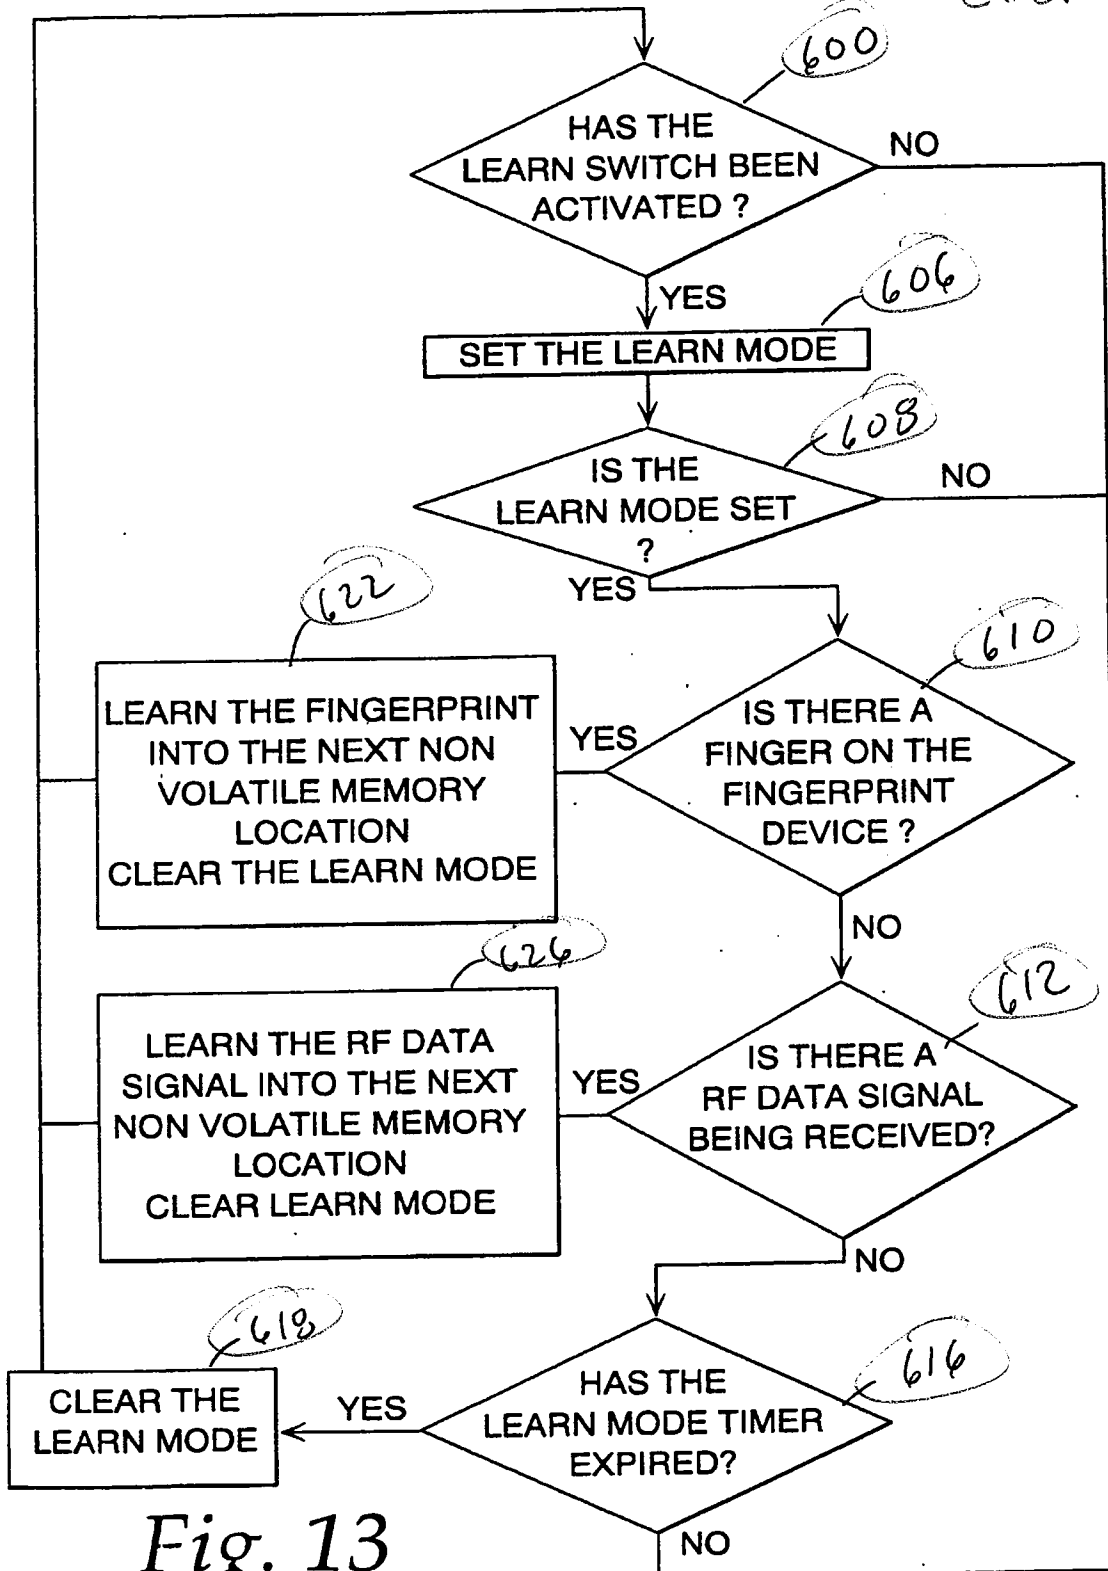 600
HAS THE
LEARN SWITCH BEEN
ACTIVATED ?
NO
YES
606
SET THE LEARN MODE
608
IS THE
LEARN MODE SET
?
NO
YES
622
610
LEARN THE FINGERPRINT
INTO THE NEXT NON
VOLATILE MEMORY
LOCATION
CLEAR THE LEARN MODE
YES
IS THERE A
FINGER ON THE
FINGERPRINT
DEVICE ?
NO
626
612
LEARN THE RF DATA
SIGNAL INTO THE NEXT
NON VOLATILE MEMORY
LOCATION
CLEAR LEARN MODE
YES
IS THERE A
RF DATA SIGNAL
BEING RECEIVED?
NO
618
616
CLEAR THE
LEARN MODE
YES
HAS THE
LEARN MODE TIMER
EXPIRED?
NO
Fig. 13